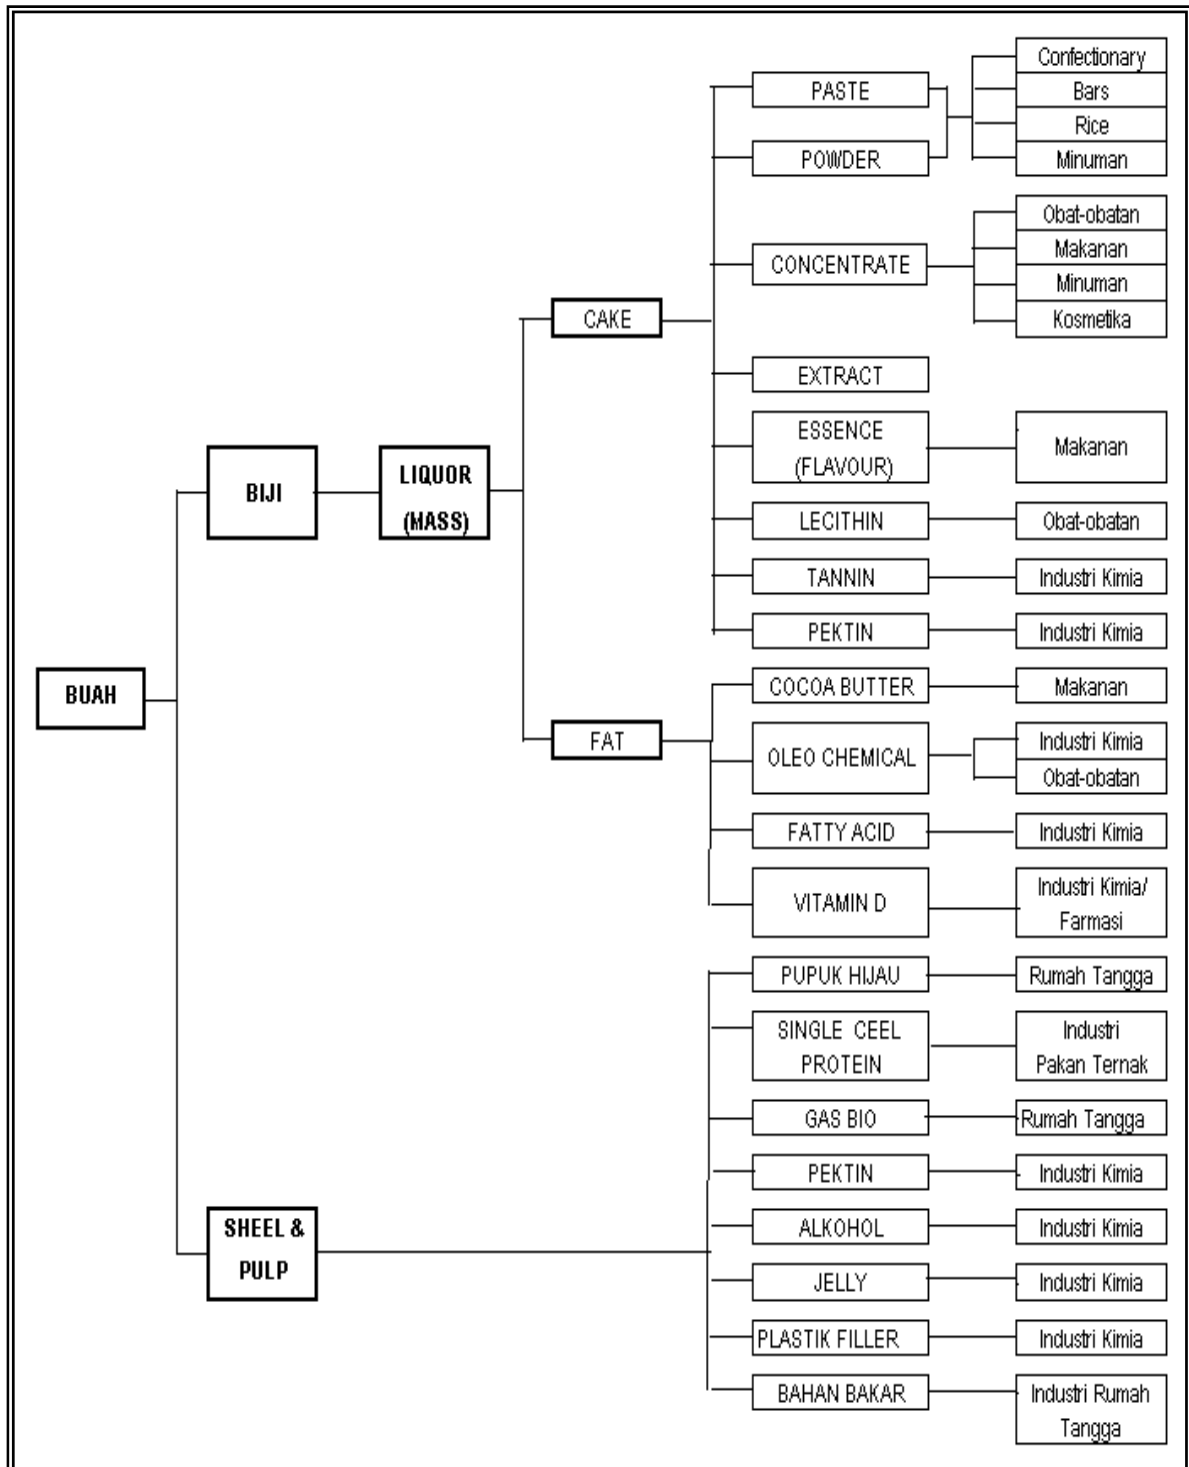 Confectionary
PASTE
Bars
Rice
POWDER
Minuman
Obat-obatan
CONCENTRATE
Makanan
Minuman
Kosmetika
CAKE
EXTRACT
ESSENCE
(FLAVOUR)
Makanan
LIQUOR
(MASS)
BIJI
LECITHIN
Obat-obatan
TANNIN
Industri Kimia
PEKTIN
Industri Kimia
BUAH
COCOA BUTTER
Makanan
FAT
OLEO CHEMICAL
Industri Kimia
Obat-obatan
FATTY ACID
Industri Kimia
VITAMIN D
Industri Kimia/
Farmasi
PUPUK HIJAU
Rumah Tangga
SINGLE CEEL
PROTEIN
Industri
Pakan Ternak
GAS BIO
Rumah Tangga
PEKTIN
Industri Kimia
SHEEL &
PULP
ALKOHOL
Industri Kimia
JELLY
Industri Kimia
PLASTIK FILLER
Industri Kimia
BAHAN BAKAR
Industri Rumah
Tangga